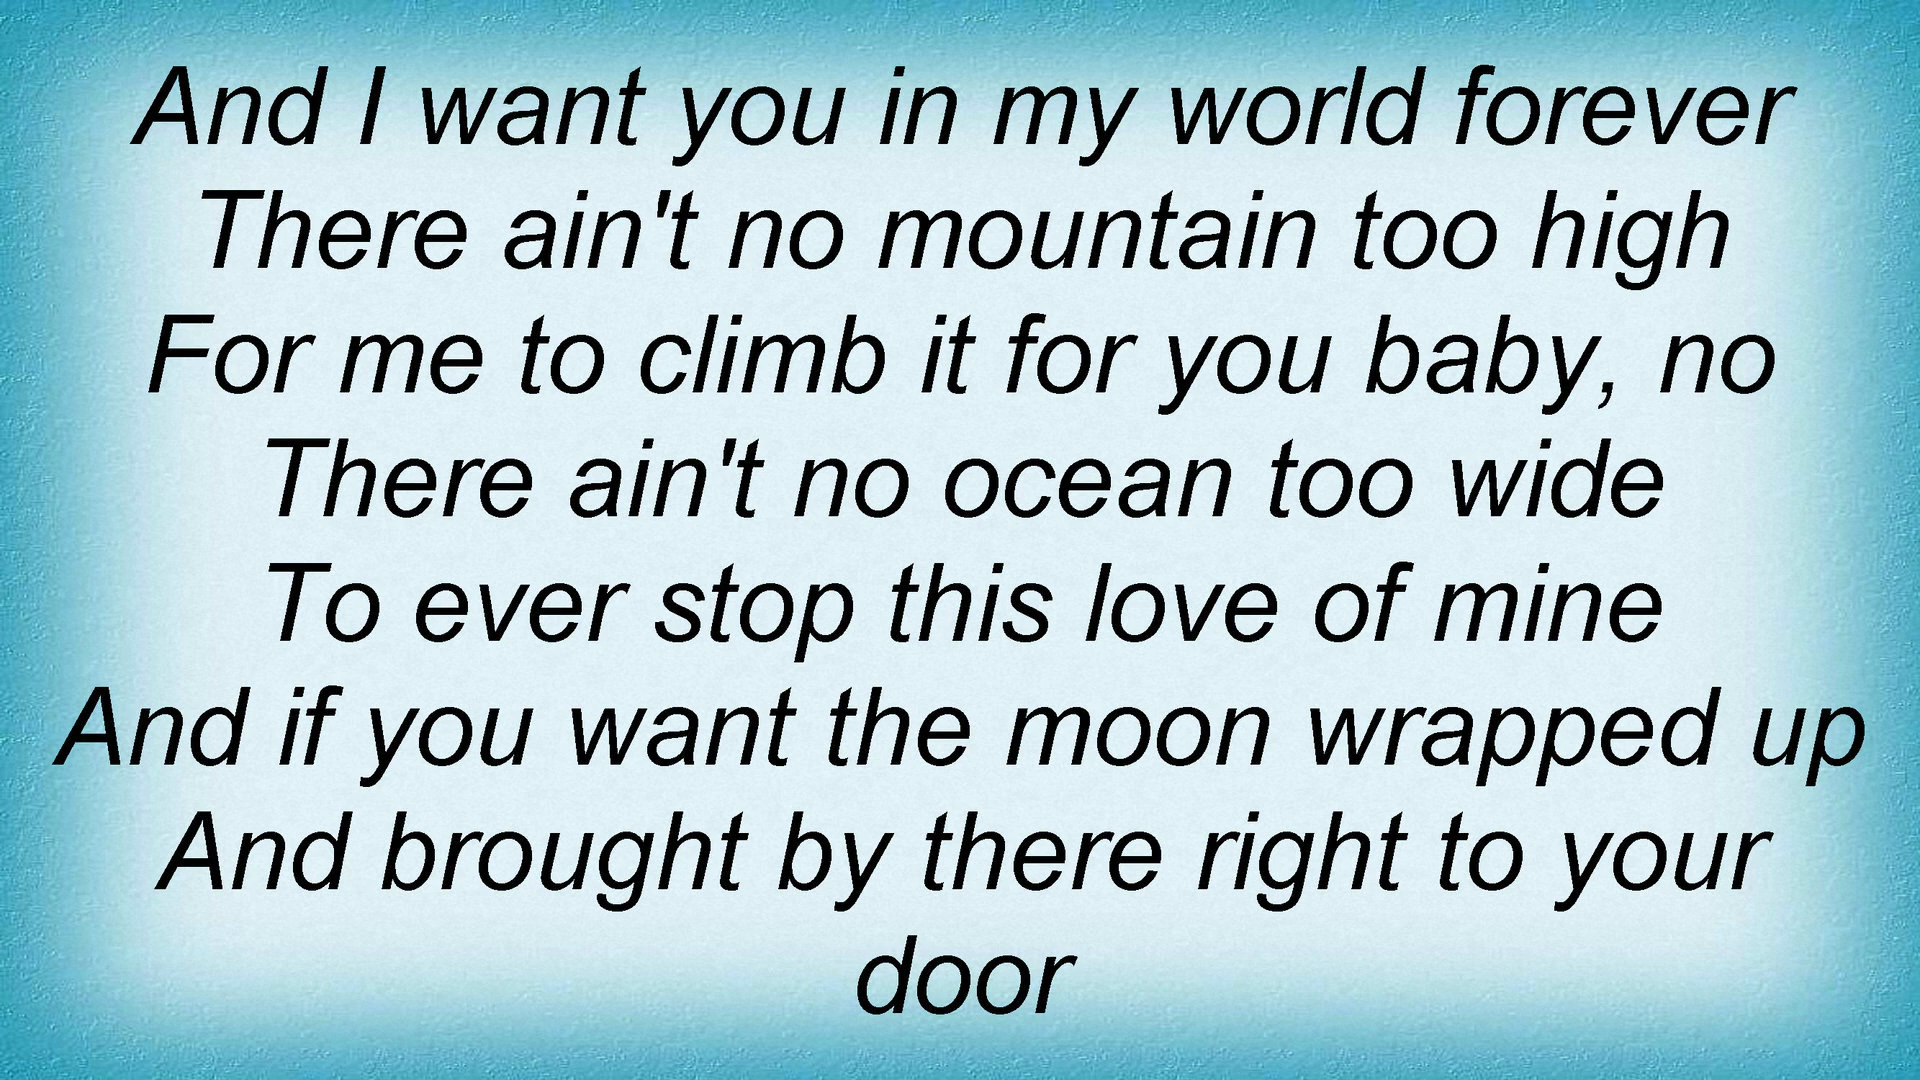 And I want you in my world forever
There ain't no mountain too high
For me to climb it for you baby, no
There ain't no ocean too wide
To ever stop this love of mine
And if you want the moon wrapped up
And brought by there right to your
door